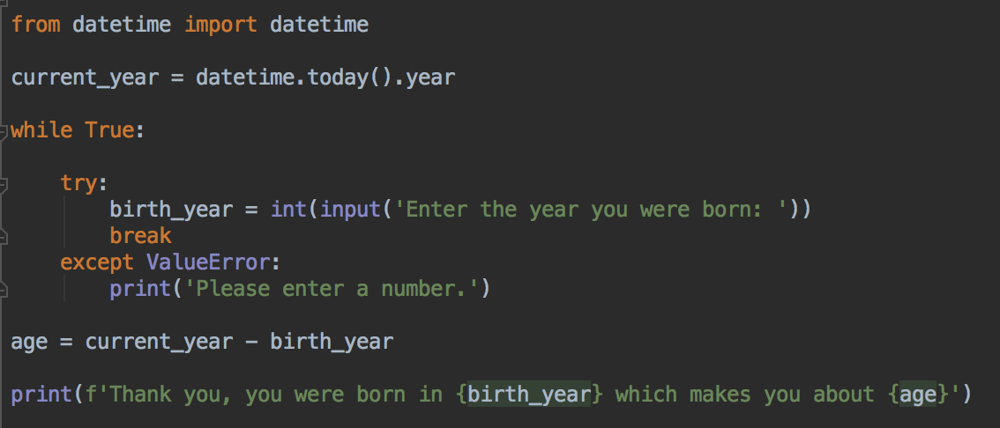 from datetime import datetime
current_year = datetime.today().year
while True:
    try:
        birth_year = int(input('Enter the year you were born: '))
        break
    except ValueError:
        print('Please enter a number.')
age = current_year - birth_year
print(f'Thank you, you were born in {birth_year} which makes you about {age}')